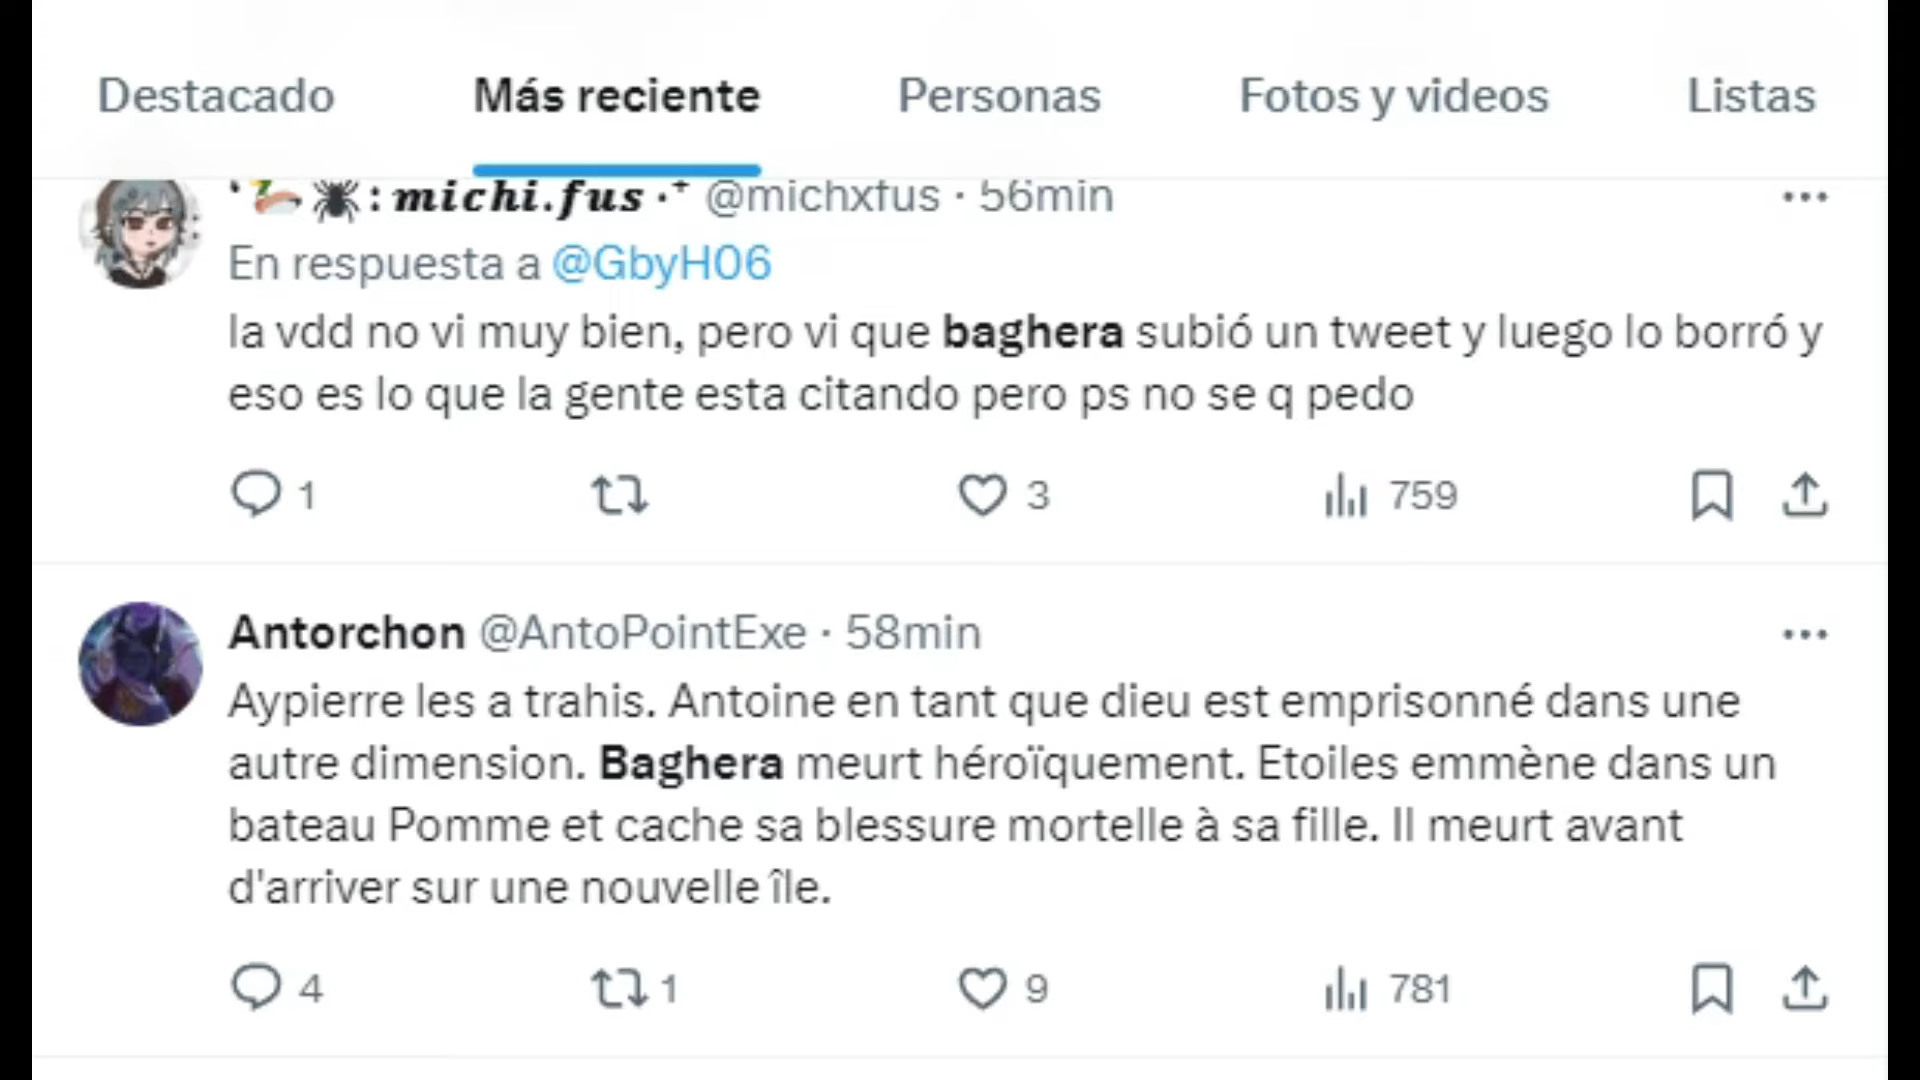 Destacado Más reciente Personas Fotos y videos Listas
: michi.fus ·⁺ @michxfus · 56min
En respuesta a @GbyH06
la vdd no vi muy bien, pero vi que baghera subió un tweet y luego lo borró y
eso es lo que la gente esta citando pero ps no se q pedo
1 3 759
Antorchon @AntoPointExe · 58min
Aypierre les a trahis. Antoine en tant que dieu est emprisonné dans une
autre dimension. Baghera meurt héroïquement. Etoiles emmène dans un
bateau Pomme et cache sa blessure mortelle à sa fille. Il meurt avant
d'arriver sur une nouvelle île.
4 1 9 781